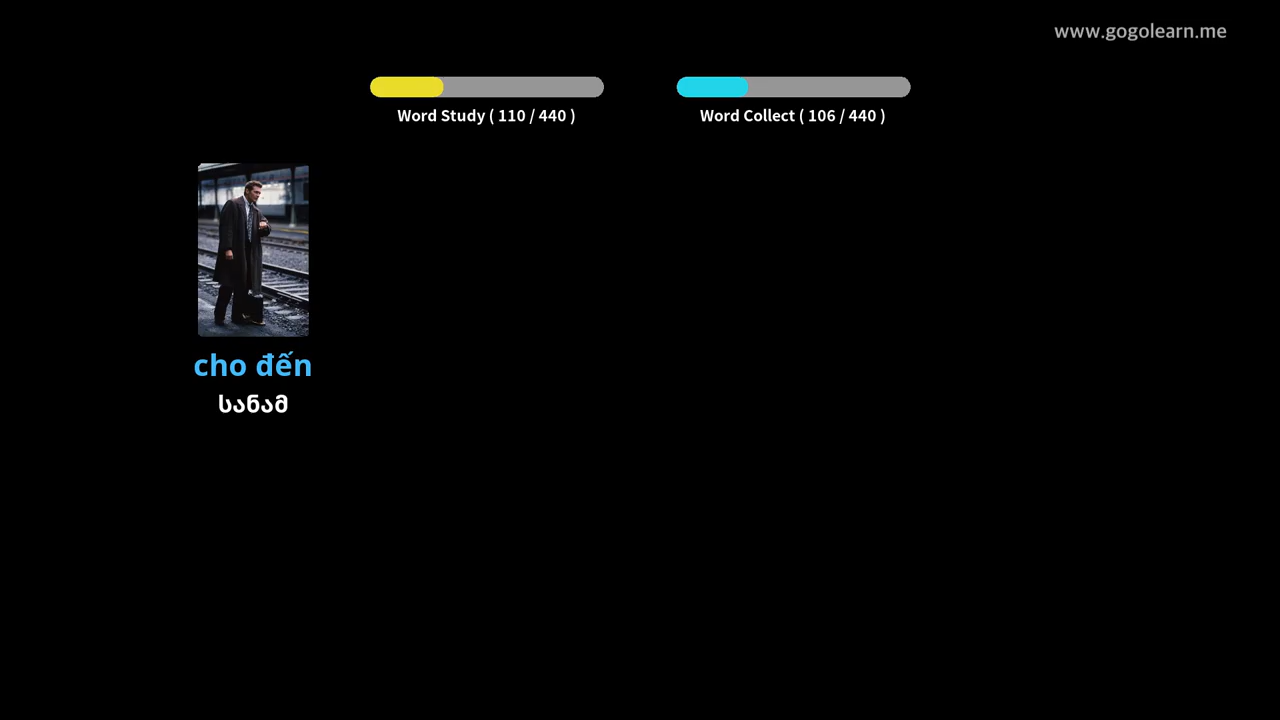 www.gogolearn.me
Word Study ( 110 / 440 )
Word Collect ( 106 / 440 )
cho đến
სანამ